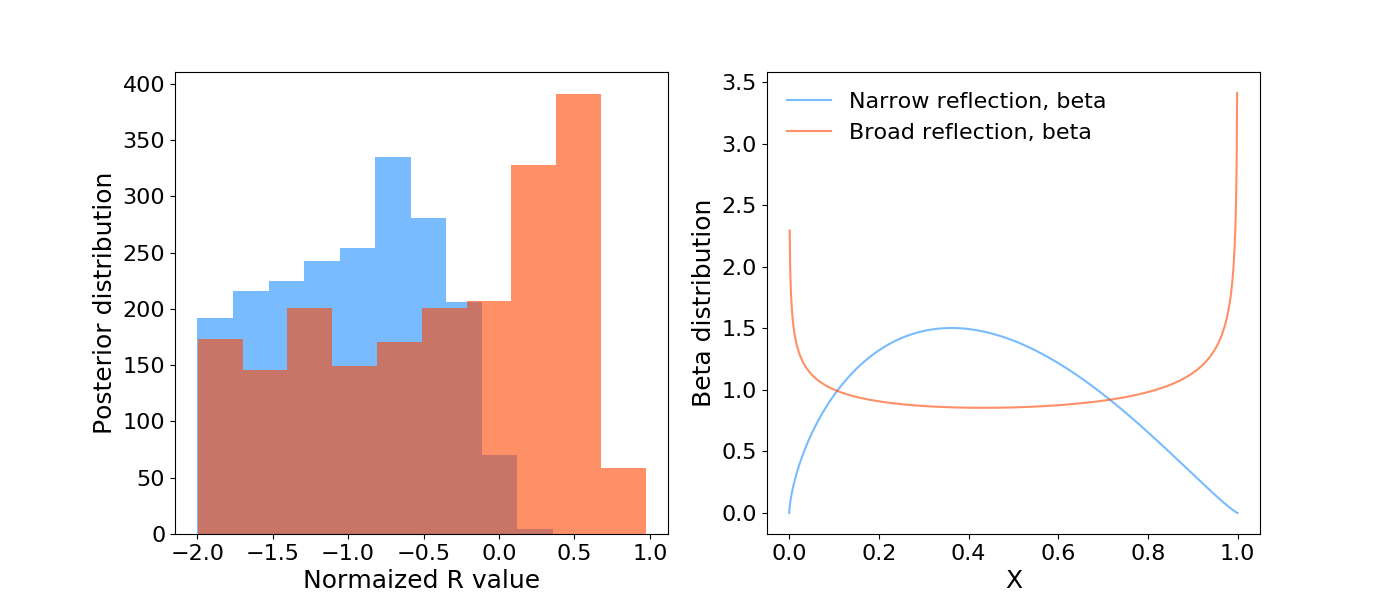 Posterior distribution
400
350
300
250
200
150
100
50
0
−2.0 −1.5 −1.0 −0.5 0.0 0.5 1.0
Normaized R value
Beta distribution
3.5
3.0
2.5
2.0
1.5
1.0
0.5
0.0
Narrow reflection, beta
Broad reflection, beta
0.0 0.2 0.4 0.6 0.8 1.0
X